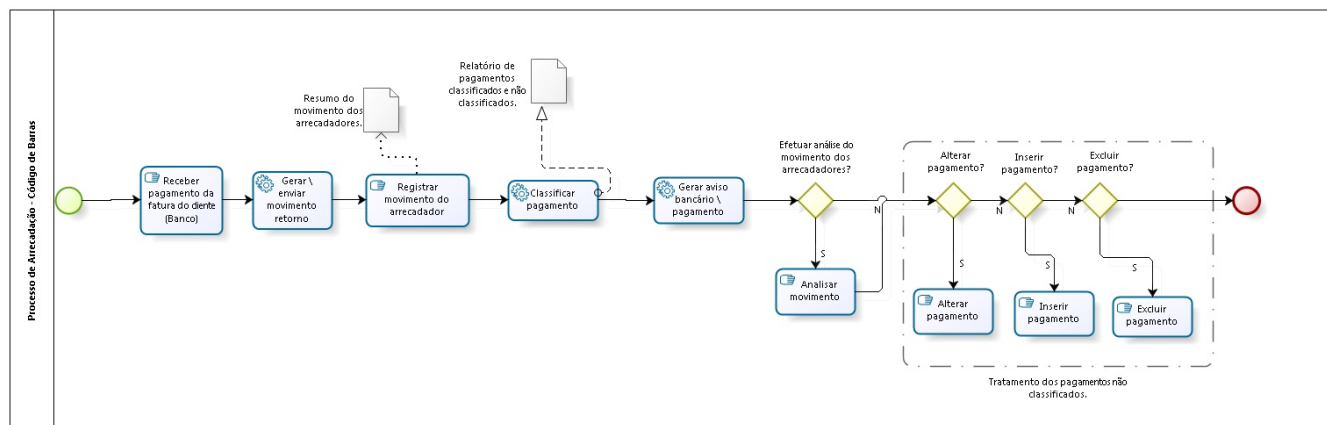 Processo de Arrecadação - Código de Barras
Receber
pagamento da
fatura do cliente
(Banco)
Gerar \
enviar
movimento
retorno
Resumo do
movimento dos
arrecadadores.
Registrar
movimento do
arrecadador
Relatório de
pagamentos
classificados e não
classificados.
Classificar
pagamento
Gerar aviso
bancário \
pagamento
Efetuar análise do
movimento dos
arrecadadores?
N
S
Analisar
movimento
Alterar
pagamento?
N
S
Alterar
pagamento
Inserir
pagamento?
N
S
Inserir
pagamento
Excluir
pagamento?
S
Excluir
pagamento
Tratamento dos pagamentos não
classificados.